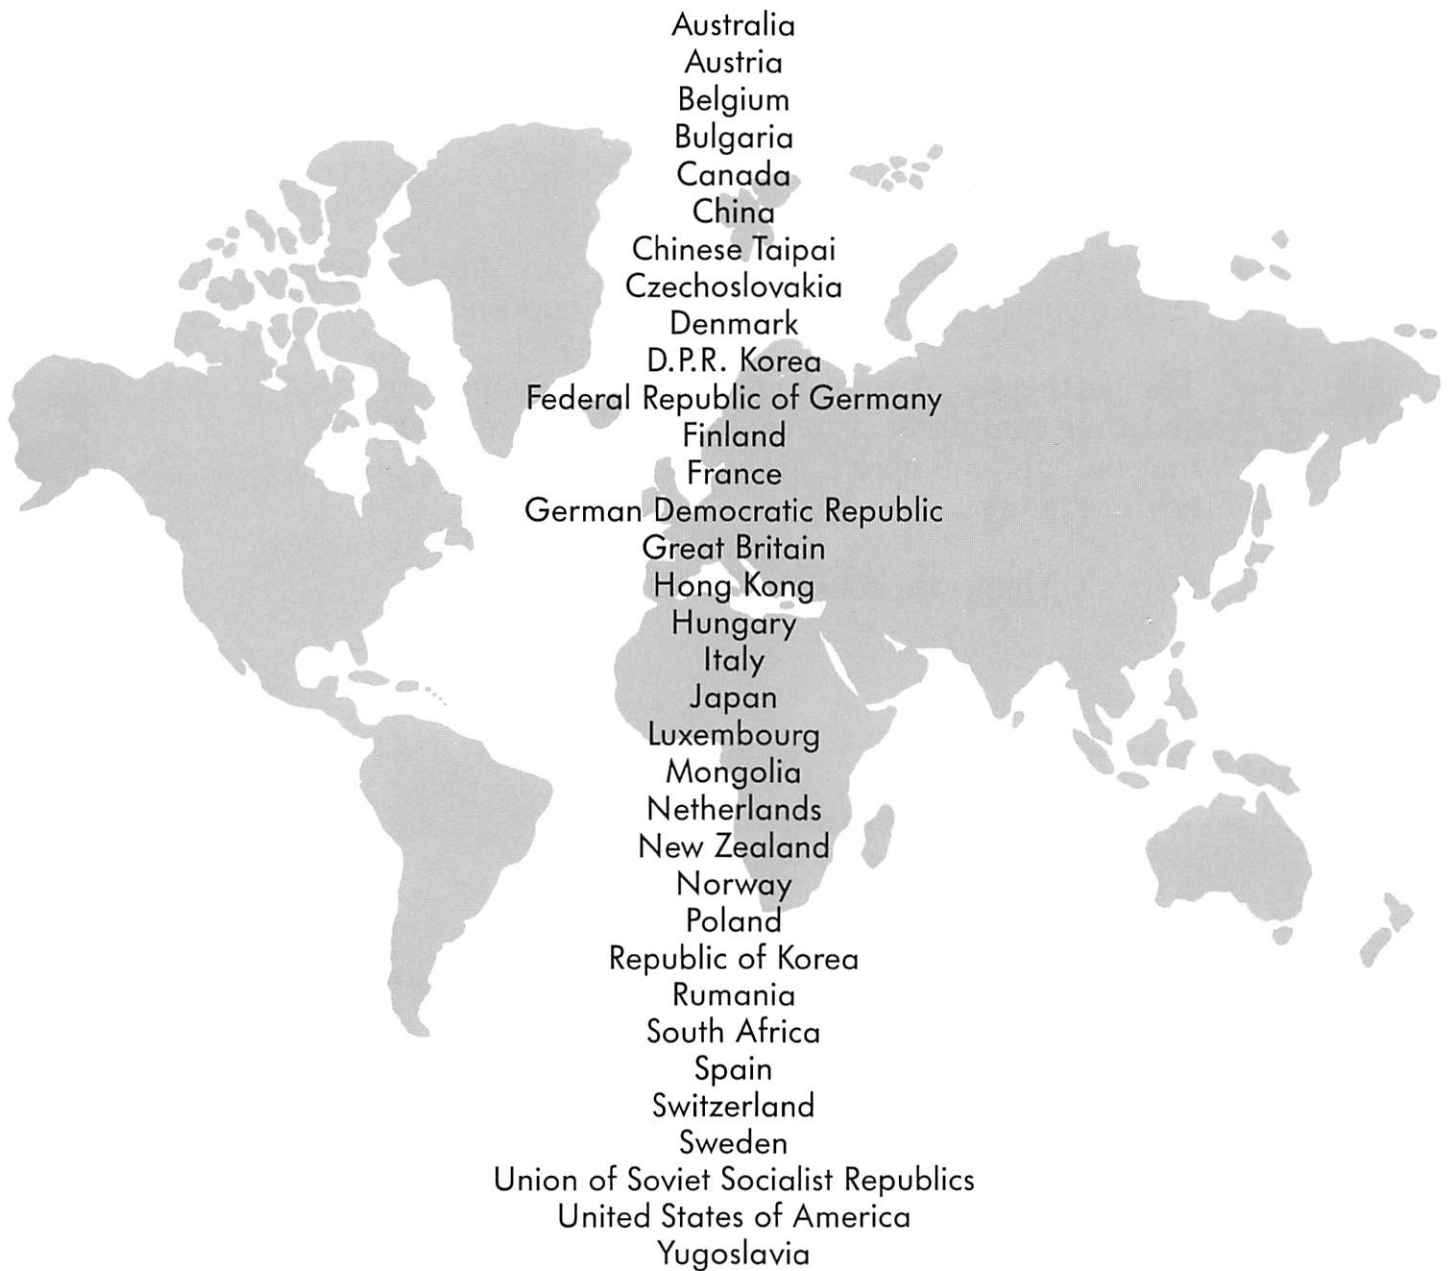 Australia
Austria
Belgium
Bulgaria
Canada
China
Chinese Taipai
Czechoslovakia
Denmark
D.P.R. Korea
Federal Republic of Germany
Finland
France
German Democratic Republic
Great Britain
Hong Kong
Hungary
Italy
Japan
Luxembourg
Mongolia
Netherlands
New Zealand
Norway
Poland
Republic of Korea
Rumania
South Africa
Spain
Switzerland
Sweden
Union of Soviet Socialist Republics
United States of America
Yugoslavia